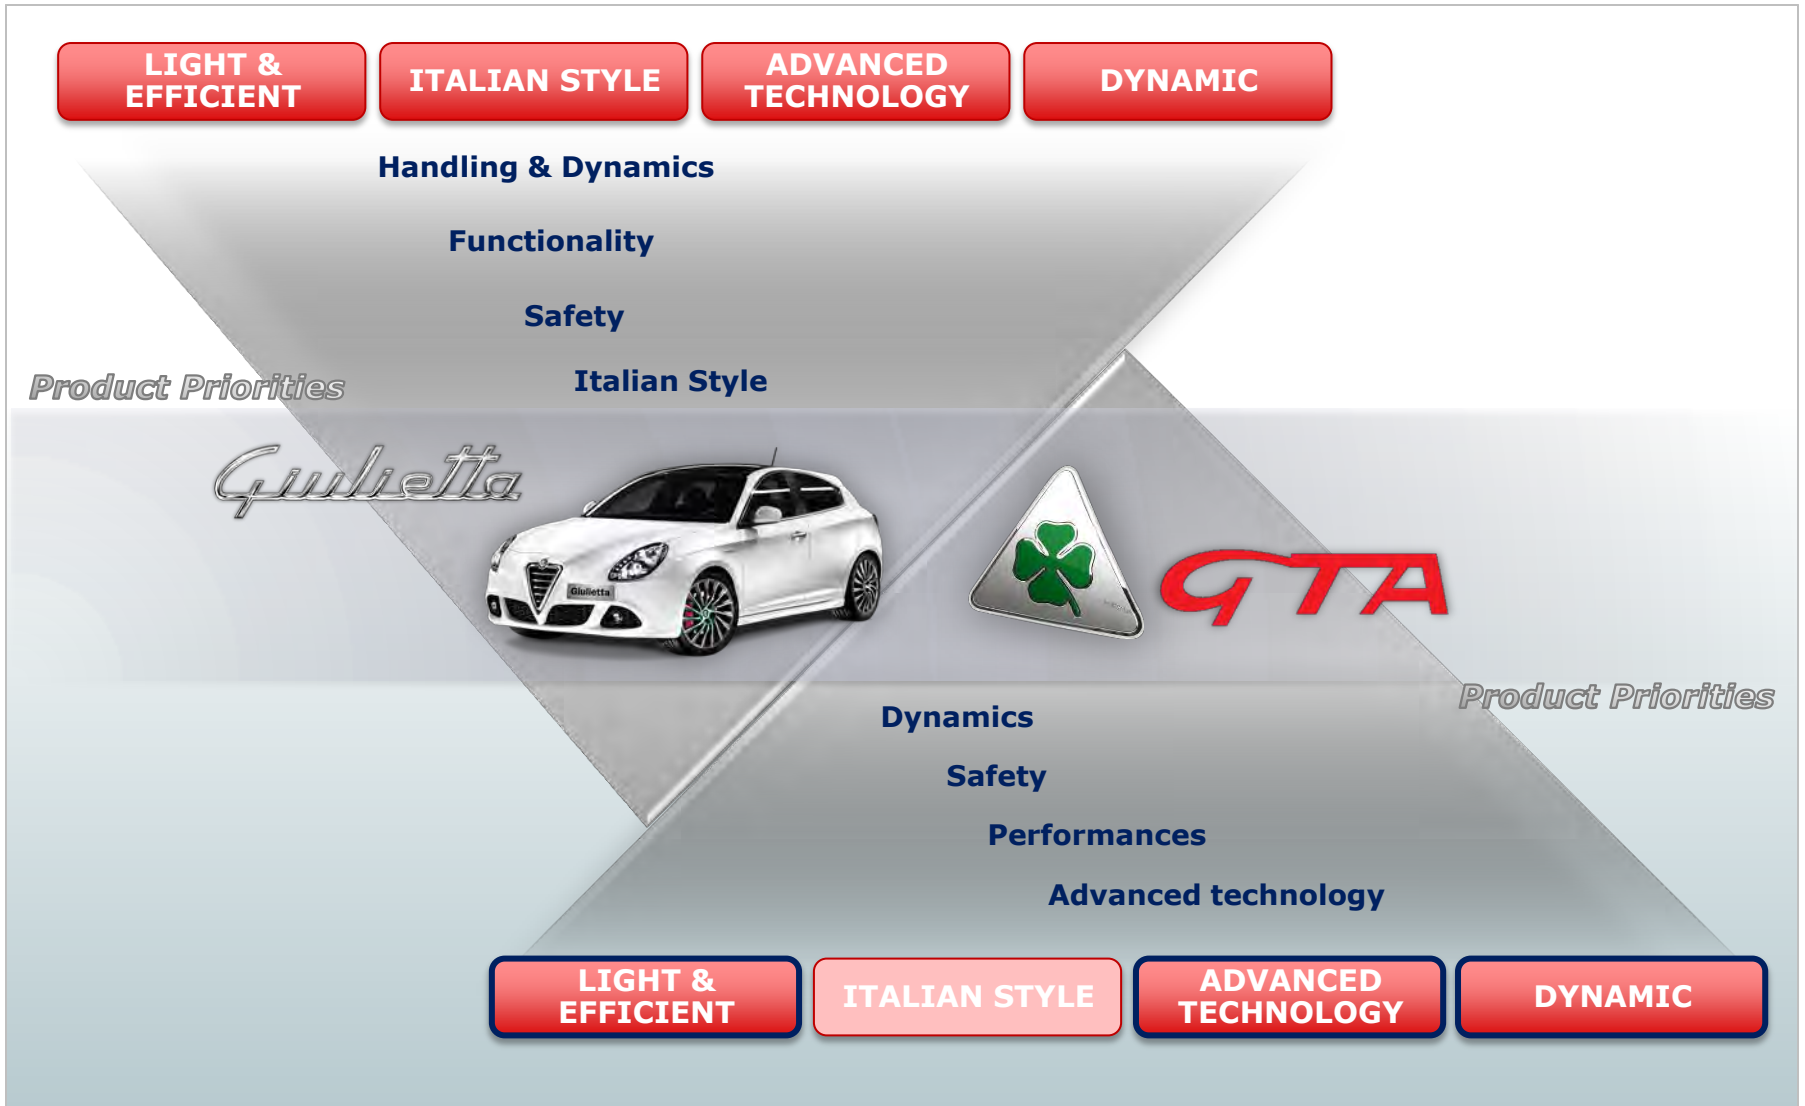 LIGHT &
EFFICIENT
ITALIAN STYLE
ADVANCED
TECHNOLOGY
DYNAMIC
Handling & Dynamics
Functionality
Safety
Italian Style
Product Priorities
Giulietta
Giulietta
GTA
Product Priorities
Dynamics
Safety
Performances
Advanced technology
LIGHT &
EFFICIENT
ITALIAN STYLE
ADVANCED
TECHNOLOGY
DYNAMIC